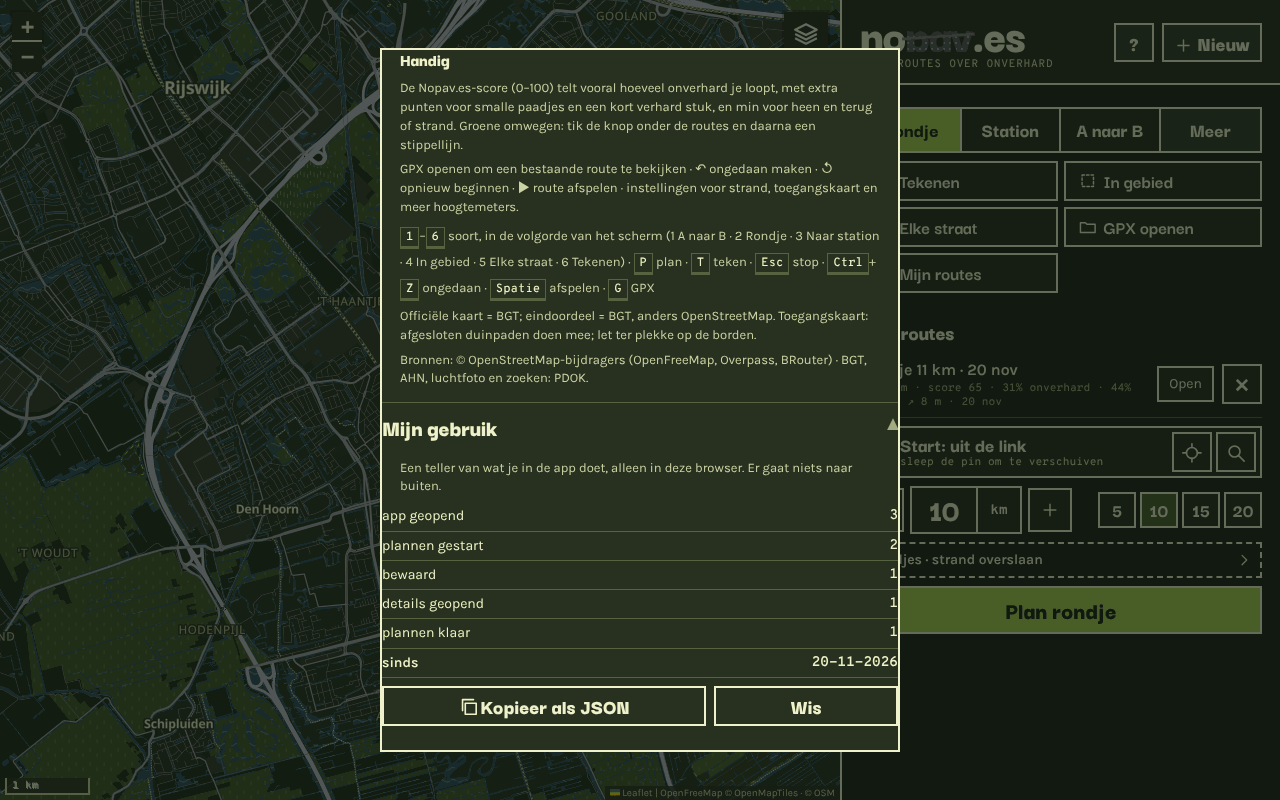 GOOLAND
Rijswijk
'T HAANTJE
Den Hoorn
'T WOUDT
HODENPIJL
Schipluiden
1 km
Leaflet | OpenFreeMap © OpenMapTiles · © OSM
+
−
Handig
De Nopav.es-score (0–100) telt vooral hoeveel onverhard je loopt, met extra
punten voor smalle paadjes en een kort verhard stuk, en min voor heen en terug
of strand. Groene omwegen: tik de knop onder de routes en daarna een
stippellijn.
GPX openen om een bestaande route te bekijken · ↶ ongedaan maken · ↺
opnieuw beginnen · ▶ route afspelen · instellingen voor strand, toegangskaart en
meer hoogtemeters.
1–6 soort, in de volgorde van het scherm (1 A naar B · 2 Rondje · 3 Naar station
· 4 In gebied · 5 Elke straat · 6 Tekenen) · P plan · T teken · Esc stop · Ctrl+
Z ongedaan · Spatie afspelen · G GPX
Officiële kaart = BGT; eindoordeel = BGT, anders OpenStreetMap. Toegangskaart:
afgesloten duinpaden doen mee; let ter plekke op de borden.
Bronnen: © OpenStreetMap-bijdragers (OpenFreeMap, Overpass, BRouter) · BGT,
AHN, luchtfoto en zoeken: PDOK.
Mijn gebruik ▲
Een teller van wat je in de app doet, alleen in deze browser. Er gaat niets naar
buiten.
app geopend 3
plannen gestart 2
bewaard 1
details geopend 1
plannen klaar 1
sinds 20-11-2026
Kopieer als JSON Wis
nopav.es
ROUTES OVER ONVERHARD
? + Nieuw
ondje Station A naar B Meer
Tekenen In gebied
Elke straat GPX openen
Mijn routes
routes
je 11 km · 20 nov
m · score 65 · 31% onverhard · 44%
↗ 8 m · 20 nov
Open ×
Start: uit de link
sleep de pin om te verschuiven
10 km + 5 10 15 20
djes · strand overslaan >
Plan rondje